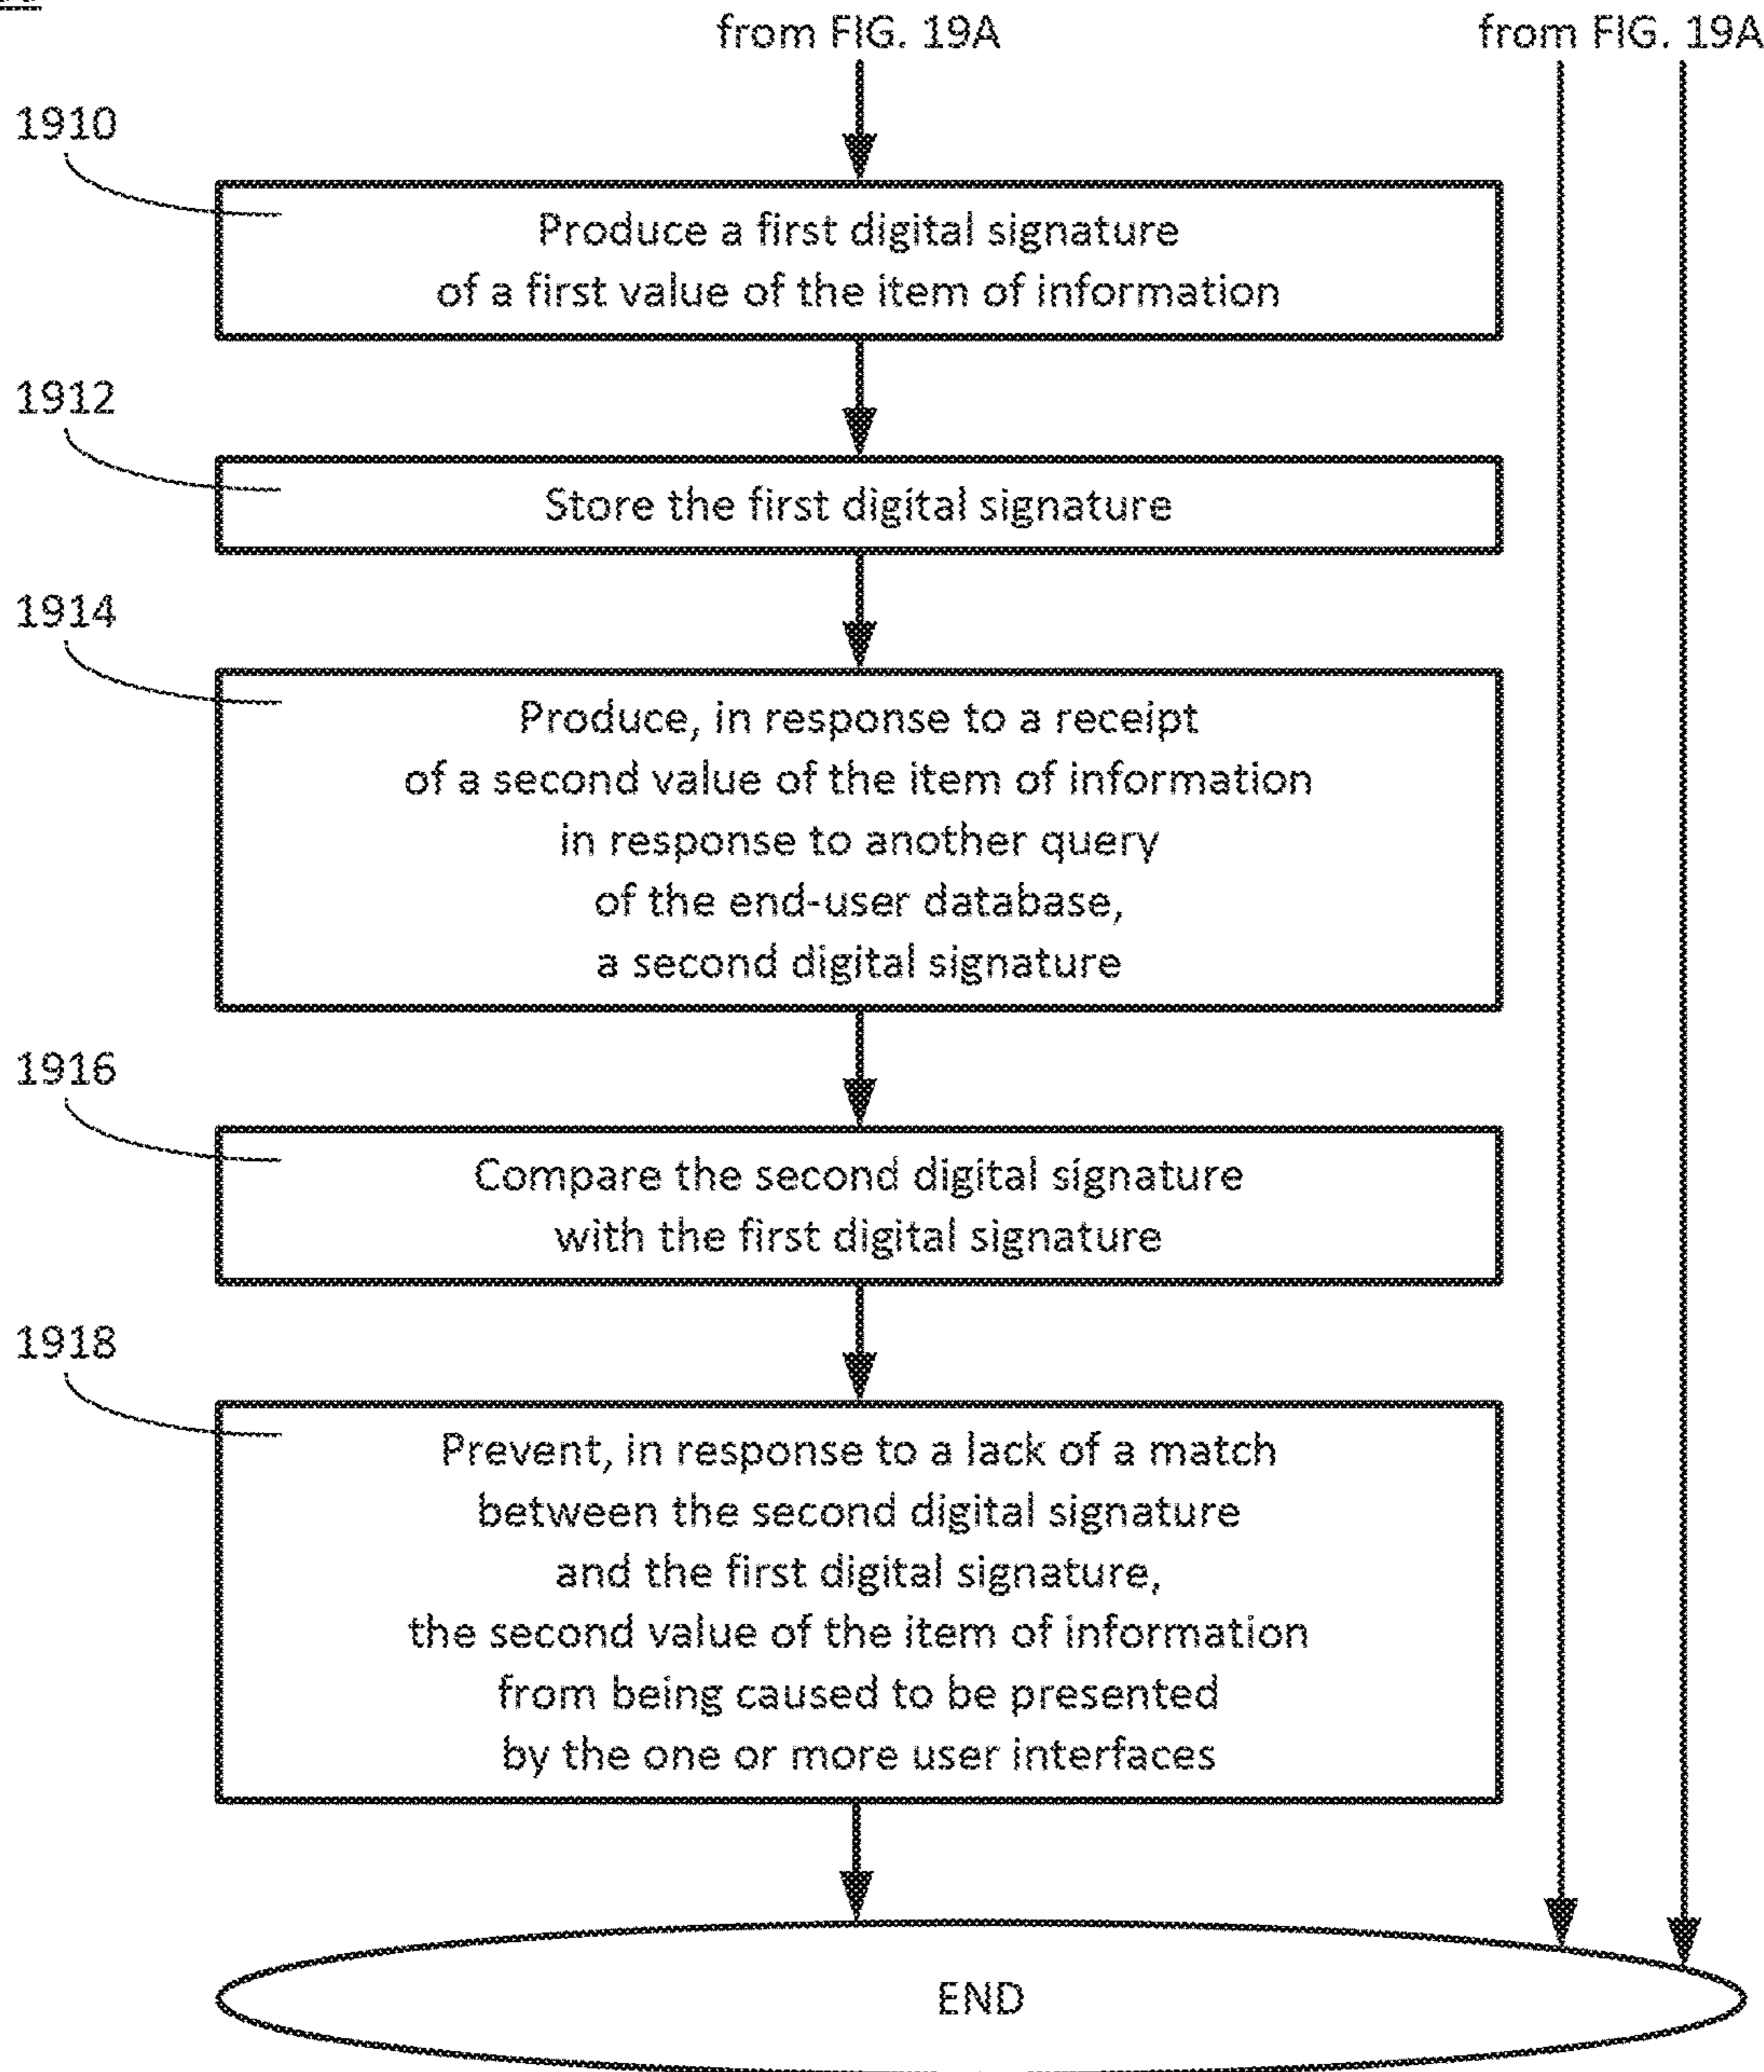 from FIG. 19A
from FIG. 19A
1910
Produce a first digital signature
of a first value of the item of information
1912
Store the first digital signature
1914
Produce, in response to a receipt
of a second value of the item of information
in response to another query
of the end-user database,
a second digital signature
1916
Compare the second digital signature
with the first digital signature
1918
Prevent, in response to a lack of a match
between the second digital signature
and the first digital signature,
the second value of the item of information
from being caused to be presented
by the one or more user interfaces
END